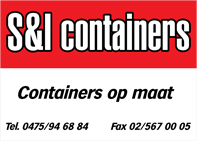 S&I containers
Containers op maat
Tel. 0475/94 68 84 Fax 02/567 00 05